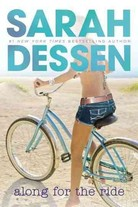 SARAH
#1 NEW YORK TIMES BESTSELLING AUTHOR
DESSEN
along for the ride